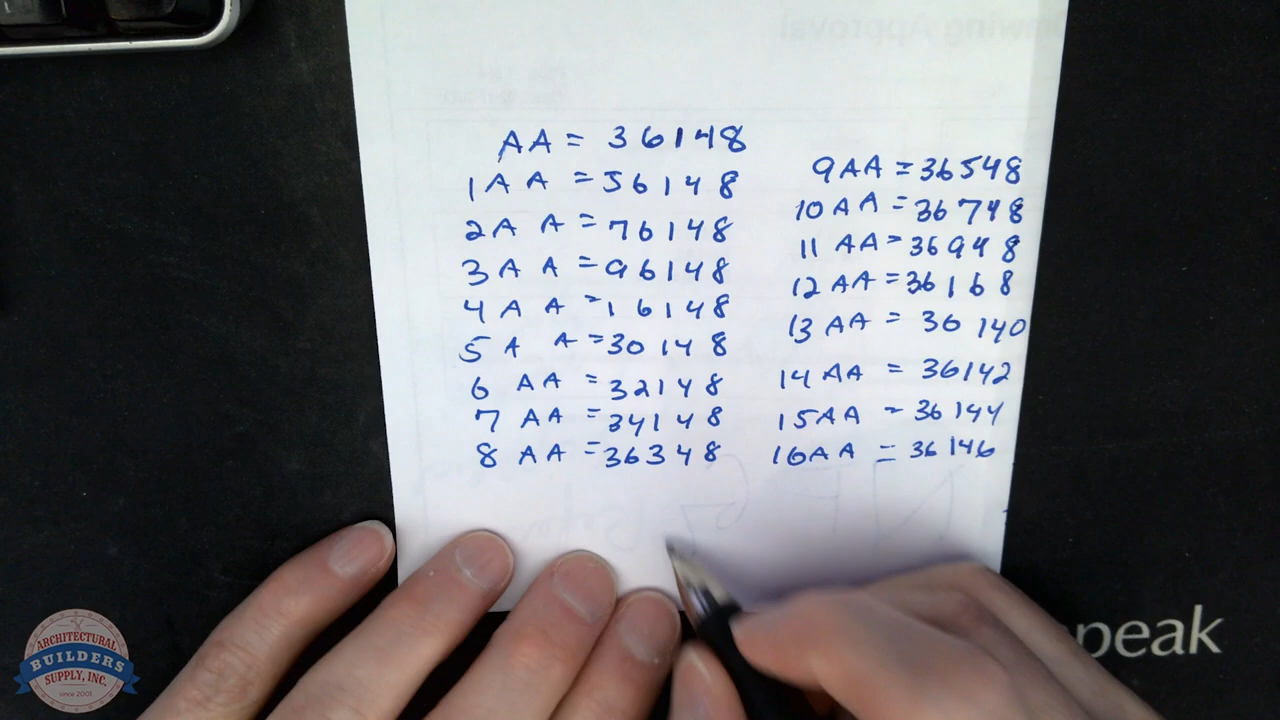 AA = 36148
1AA = 56148
2AA = 76148
3AA = 96148
4AA = 16148
5AA = 30148
6AA = 32148
7AA = 34148
8AA = 36348
9AA = 36548
10AA = 36748
11AA = 36948
12AA = 36168
13AA = 36140
14AA = 36142
15AA = 36144
16AA = 36146
ARCHITECTURAL
BUILDERS
SUPPLY, INC.
since 2003
peak